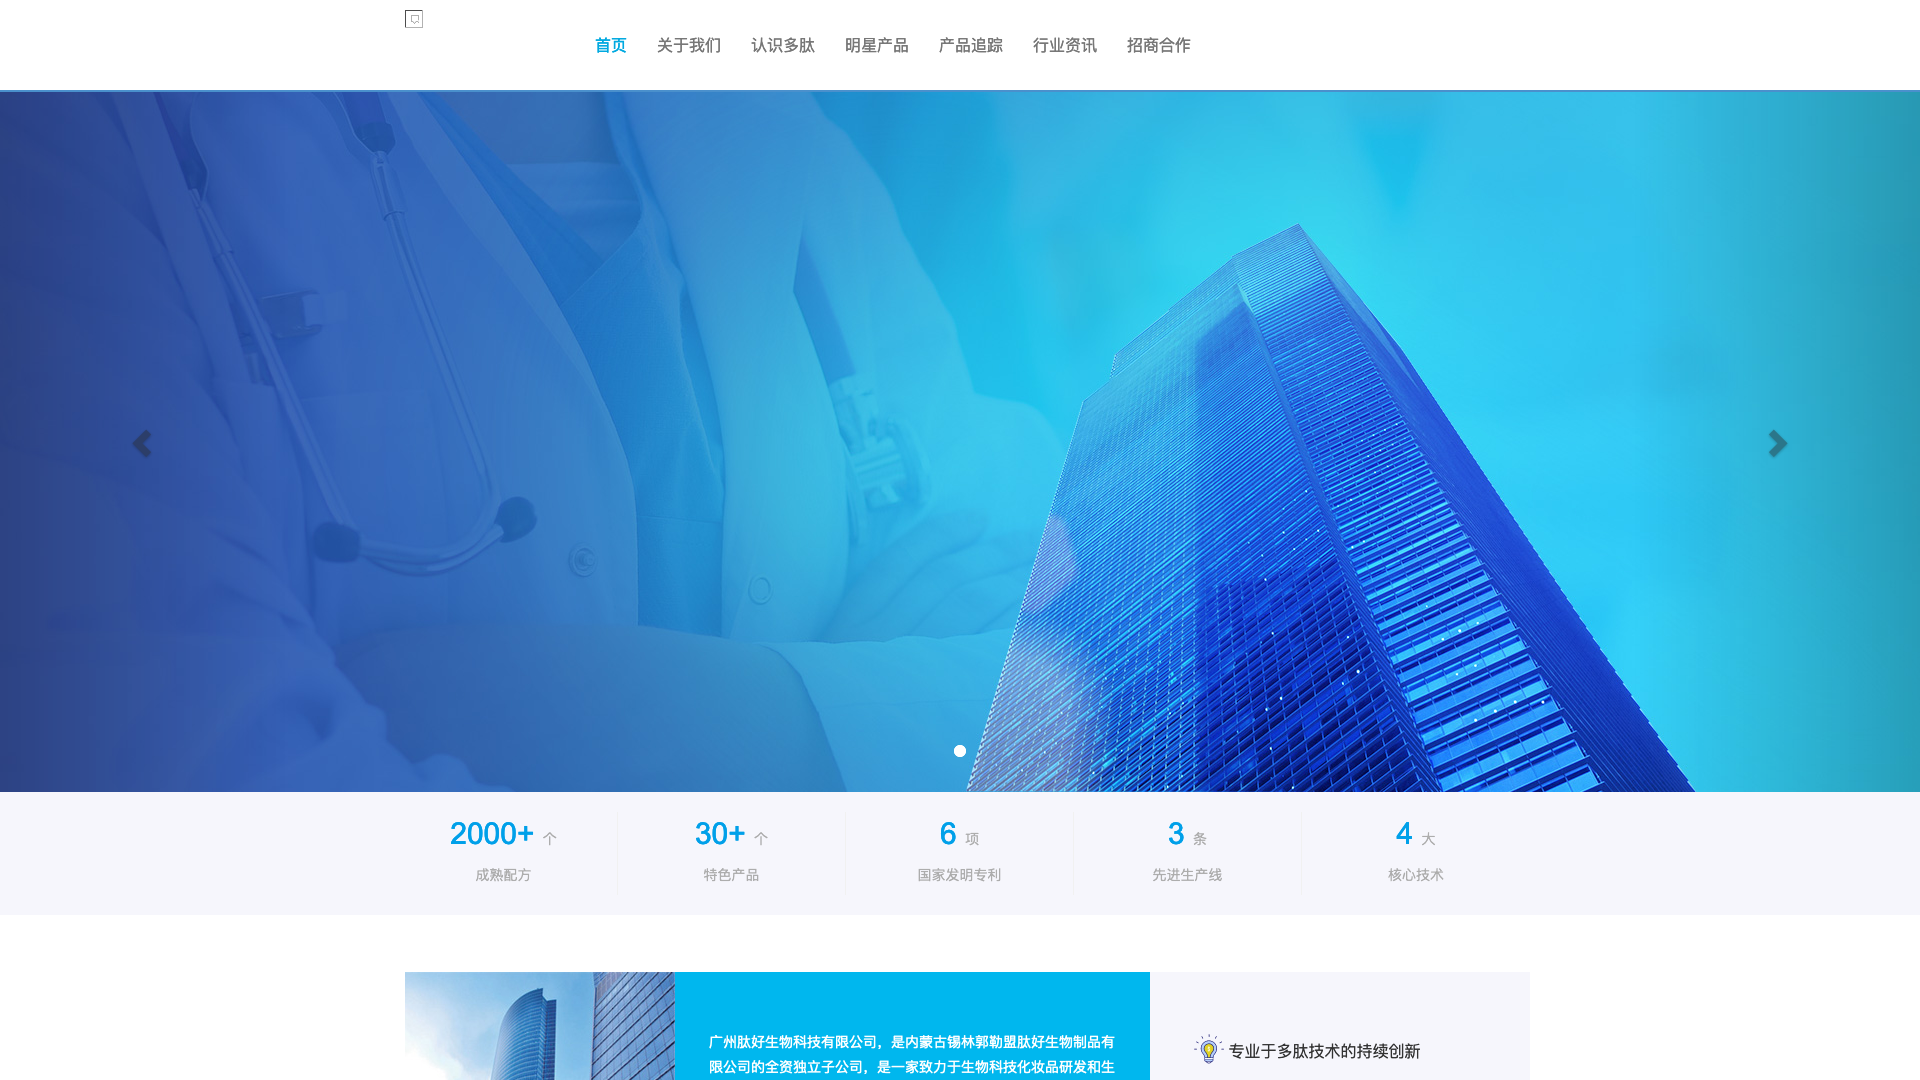 首页 关于我们 认识多肽 明星产品 产品追踪 行业资讯 招商合作
2000+ 个
成熟配方
30+ 个
特色产品
6 项
国家发明专利
3 条
先进生产线
4 大
核心技术
广州肽好生物科技有限公司，是内蒙古锡林郭勒盟肽好生物制品有
限公司的全资独立子公司，是一家致力于生物科技化妆品研发和生
专业于多肽技术的持续创新